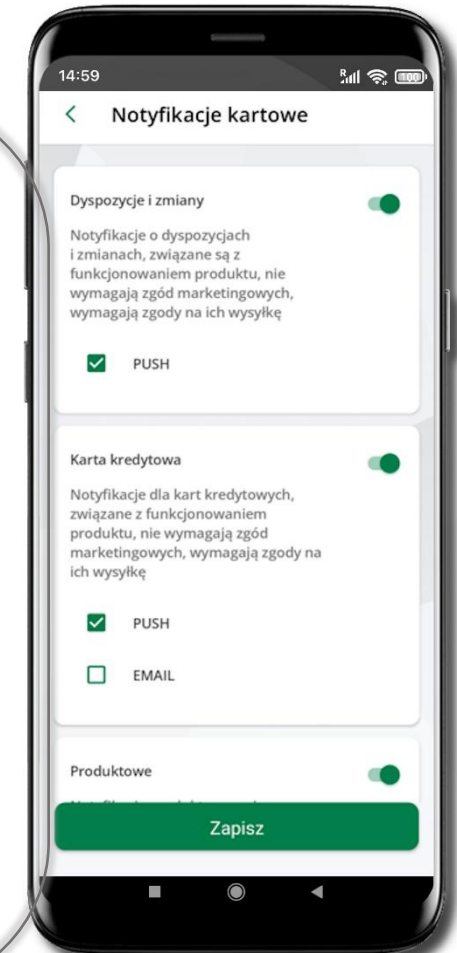 14:59
R
100
Notyfikacje kartowe
Dyspozycje i zmiany
Notyfikacje o dyspozycjach
i zmianach, związane są z
funkcjonowaniem produktu, nie
wymagają zgód marketingowych,
wymagają zgody na ich wysyłkę
PUSH
Karta kredytowa
Notyfikacje dla kart kredytowych,
związane z funkcjonowaniem
produktu, nie wymagają zgód
marketingowych, wymagają zgody na
ich wysyłkę
PUSH
EMAIL
Produktowe
Zapisz